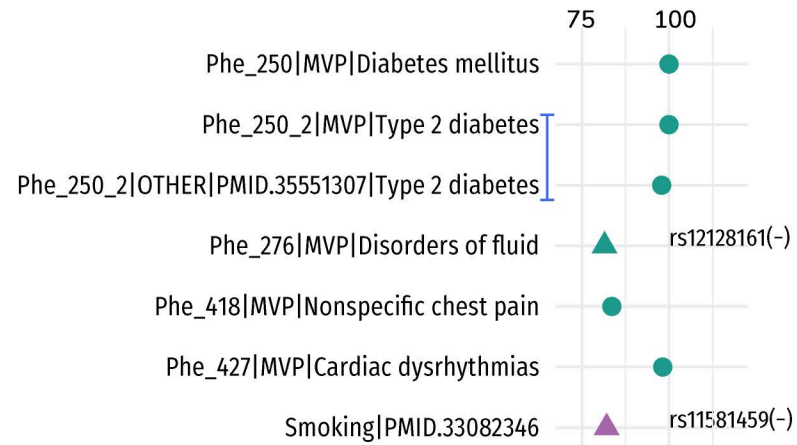 75 100
Phe_250|MVP|Diabetes mellitus
Phe_250_2|MVP|Type 2 diabetes
Phe_250_2|OTHER|PMID.35551307|Type 2 diabetes
Phe_276|MVP|Disorders of fluid rs12128161(-)
Phe_418|MVP|Nonspecific chest pain
Phe_427|MVP|Cardiac dysrhythmias
Smoking|PMID.33082346 rs11581459(-)